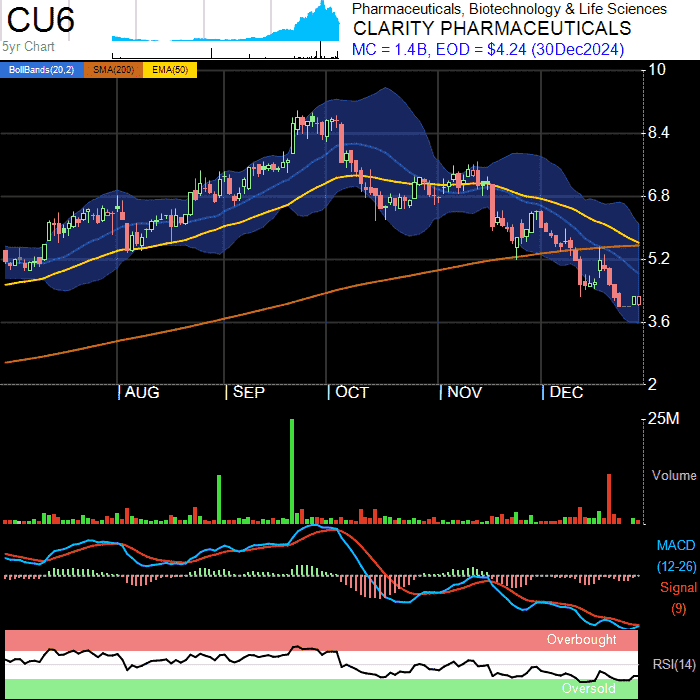 CU6
5yr Chart
Pharmaceuticals, Biotechnology & Life Sciences
CLARITY PHARMACEUTICALS
MC = 1.4B, EOD = $4.24 (30Dec2024)
BollBands(20,2) SMA(200) EMA(50)
10
8.4
6.8
5.2
3.6
2
AUG SEP OCT NOV DEC
25M
Volume
MACD
(12-26)
Signal
(9)
Overbought
RSI(14)
Oversold